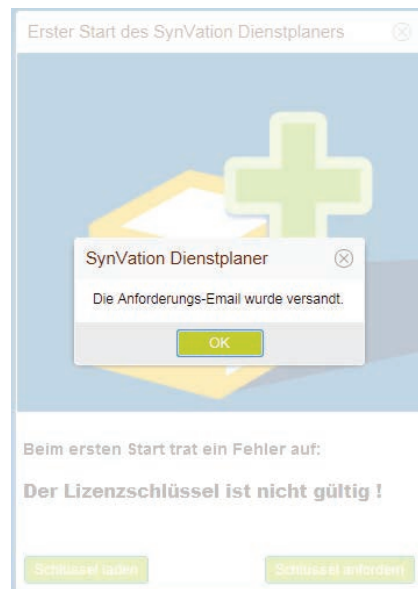 Erster Start des SynVation Dienstplaners
SynVation Dienstplaner
Die Anforderungs-Email wurde versandt.
OK
Beim ersten Start trat ein Fehler auf:
Der Lizenzschlüssel ist nicht gültig !
Schlüssel laden
Schlüssel anfordern